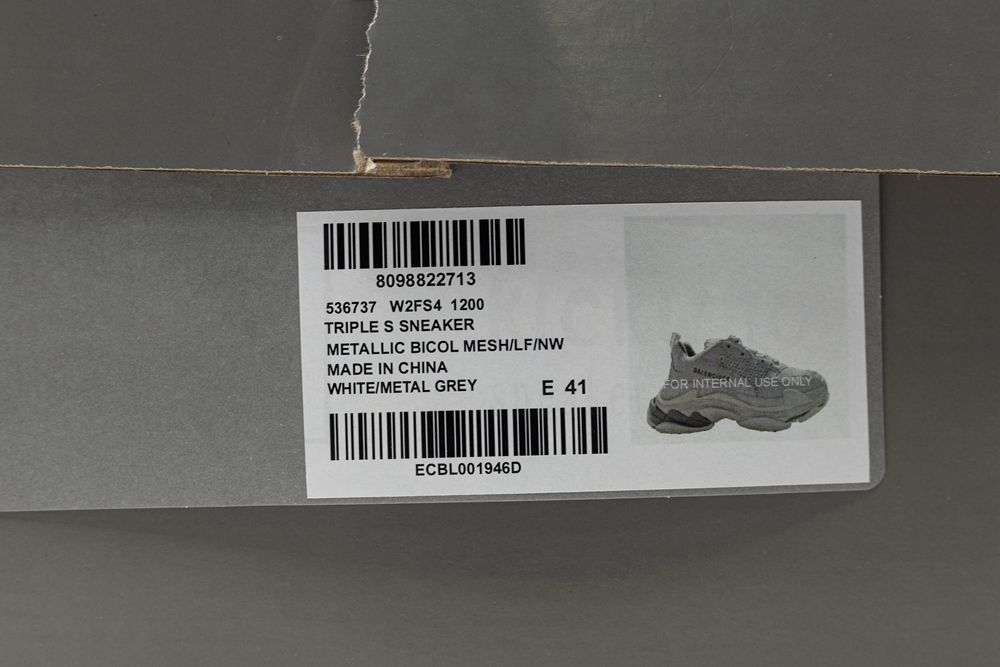 8098822713
536737 W2FS4 1200
TRIPLE S SNEAKER
METALLIC BICOL MESH/LF/NW
MADE IN CHINA
WHITE/METAL GREY E 41
ECBL001946D
FOR INTERNAL USE ONLY